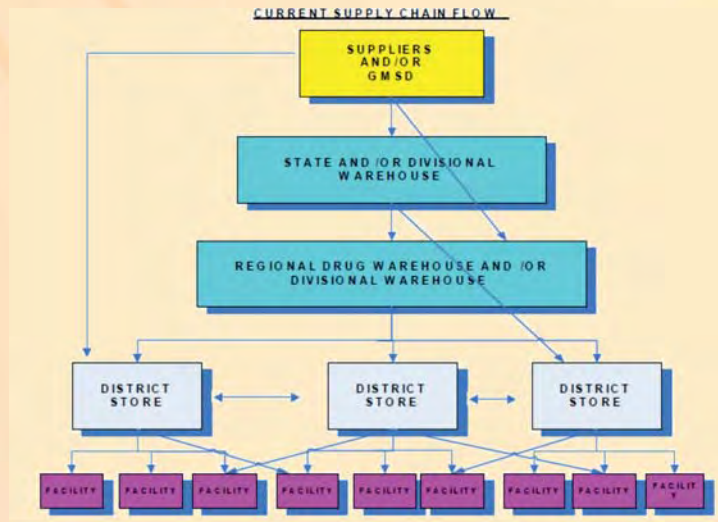 CURRENT SUPPLY CHAIN FLOW
SUPPLIERS
AND/OR
GMSD
STATE AND /OR DIVISIONAL
WAREHOUSE
REGIONAL DRUG WAREHOUSE AND /OR
DIVISIONAL WAREHOUSE
DISTRICT
STORE
DISTRICT
STORE
DISTRICT
STORE
FACILITY
FACILITY
FACILITY
FACILITY
FACILITY
FACILITY
FACILITY
FACILITY
FACILIT
Y